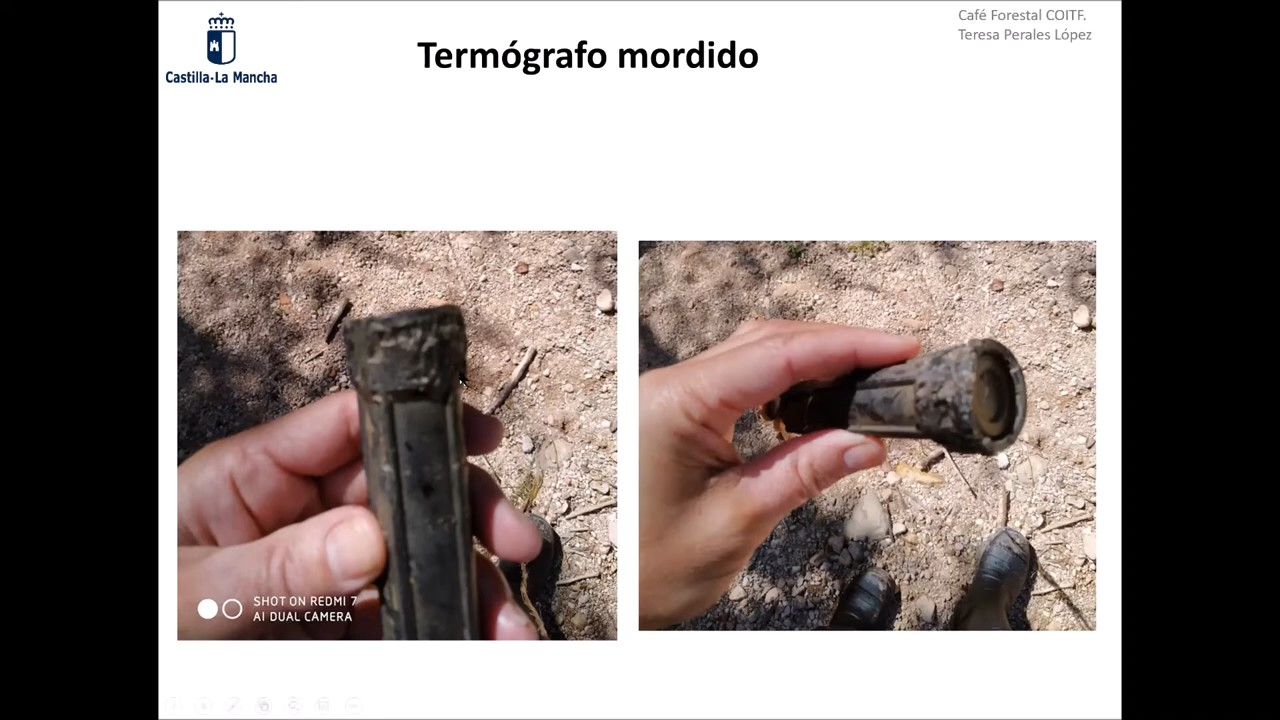 Castilla-La Mancha
Termógrafo mordido
Café Forestal COITF.
Teresa Perales López
SHOT ON REDMI 7
AI DUAL CAMERA